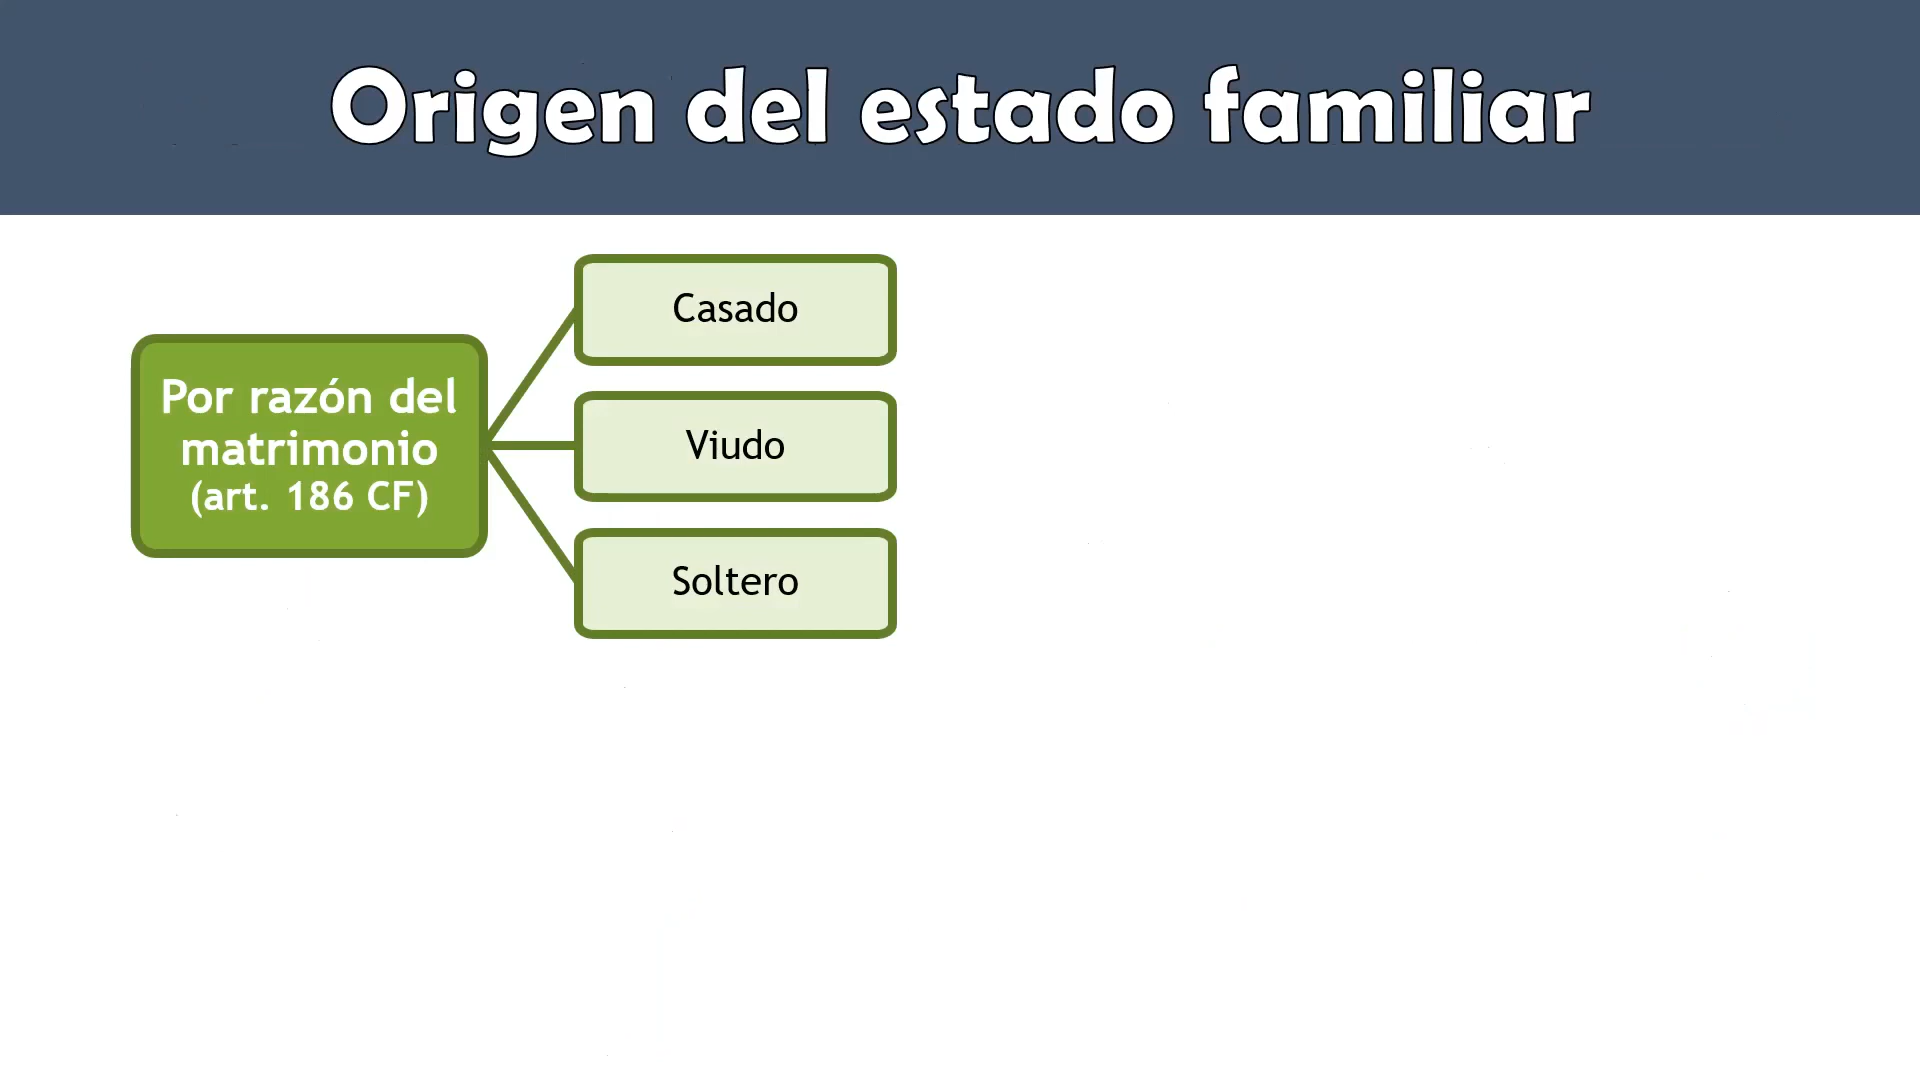 Origen del estado familiar
Por razón del
matrimonio
(art. 186 CF)
Casado
Viudo
Soltero